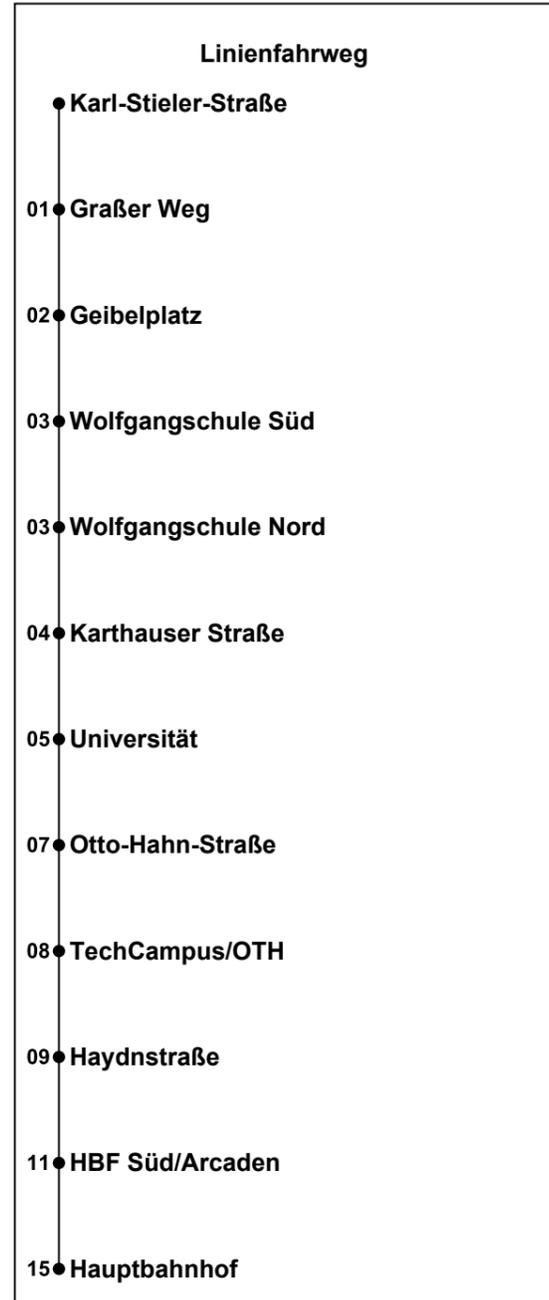 Linienfahrweg
Karl-Stieler-Straße
01 Graßer Weg
02 Geibelplatz
03 Wolfgangschule Süd
03 Wolfgangschule Nord
04 Karthauser Straße
05 Universität
07 Otto-Hahn-Straße
08 TechCampus/OTH
09 Haydnstraße
11 HBF Süd/Arcaden
15 Hauptbahnhof